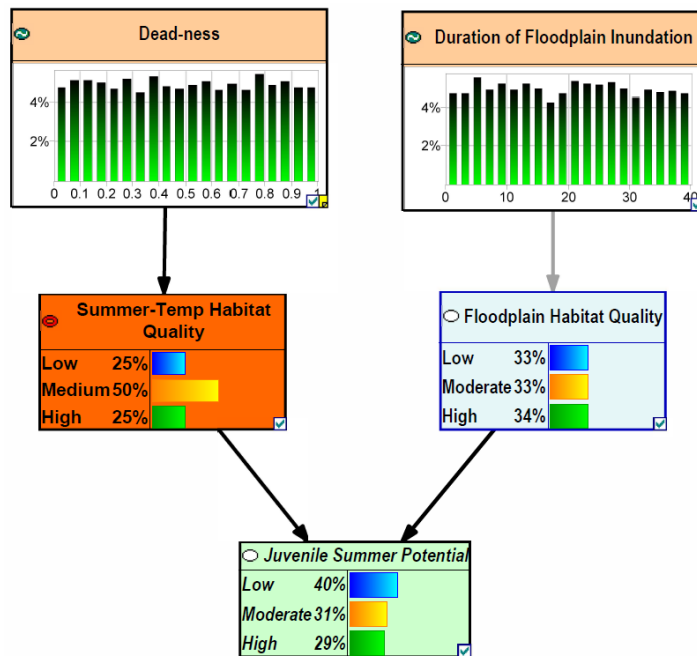 Dead-ness
4%
2%
0 0.1 0.2 0.3 0.4 0.5 0.6 0.7 0.8 0.9 1
Duration of Floodplain Inundation
4%
2%
0 10 20 30 40
Summer-Temp Habitat
Quality
Low 25%
Medium 50%
High 25%
Floodplain Habitat Quality
Low 33%
Moderate 33%
High 34%
Juvenile Summer Potential
Low 40%
Moderate 31%
High 29%